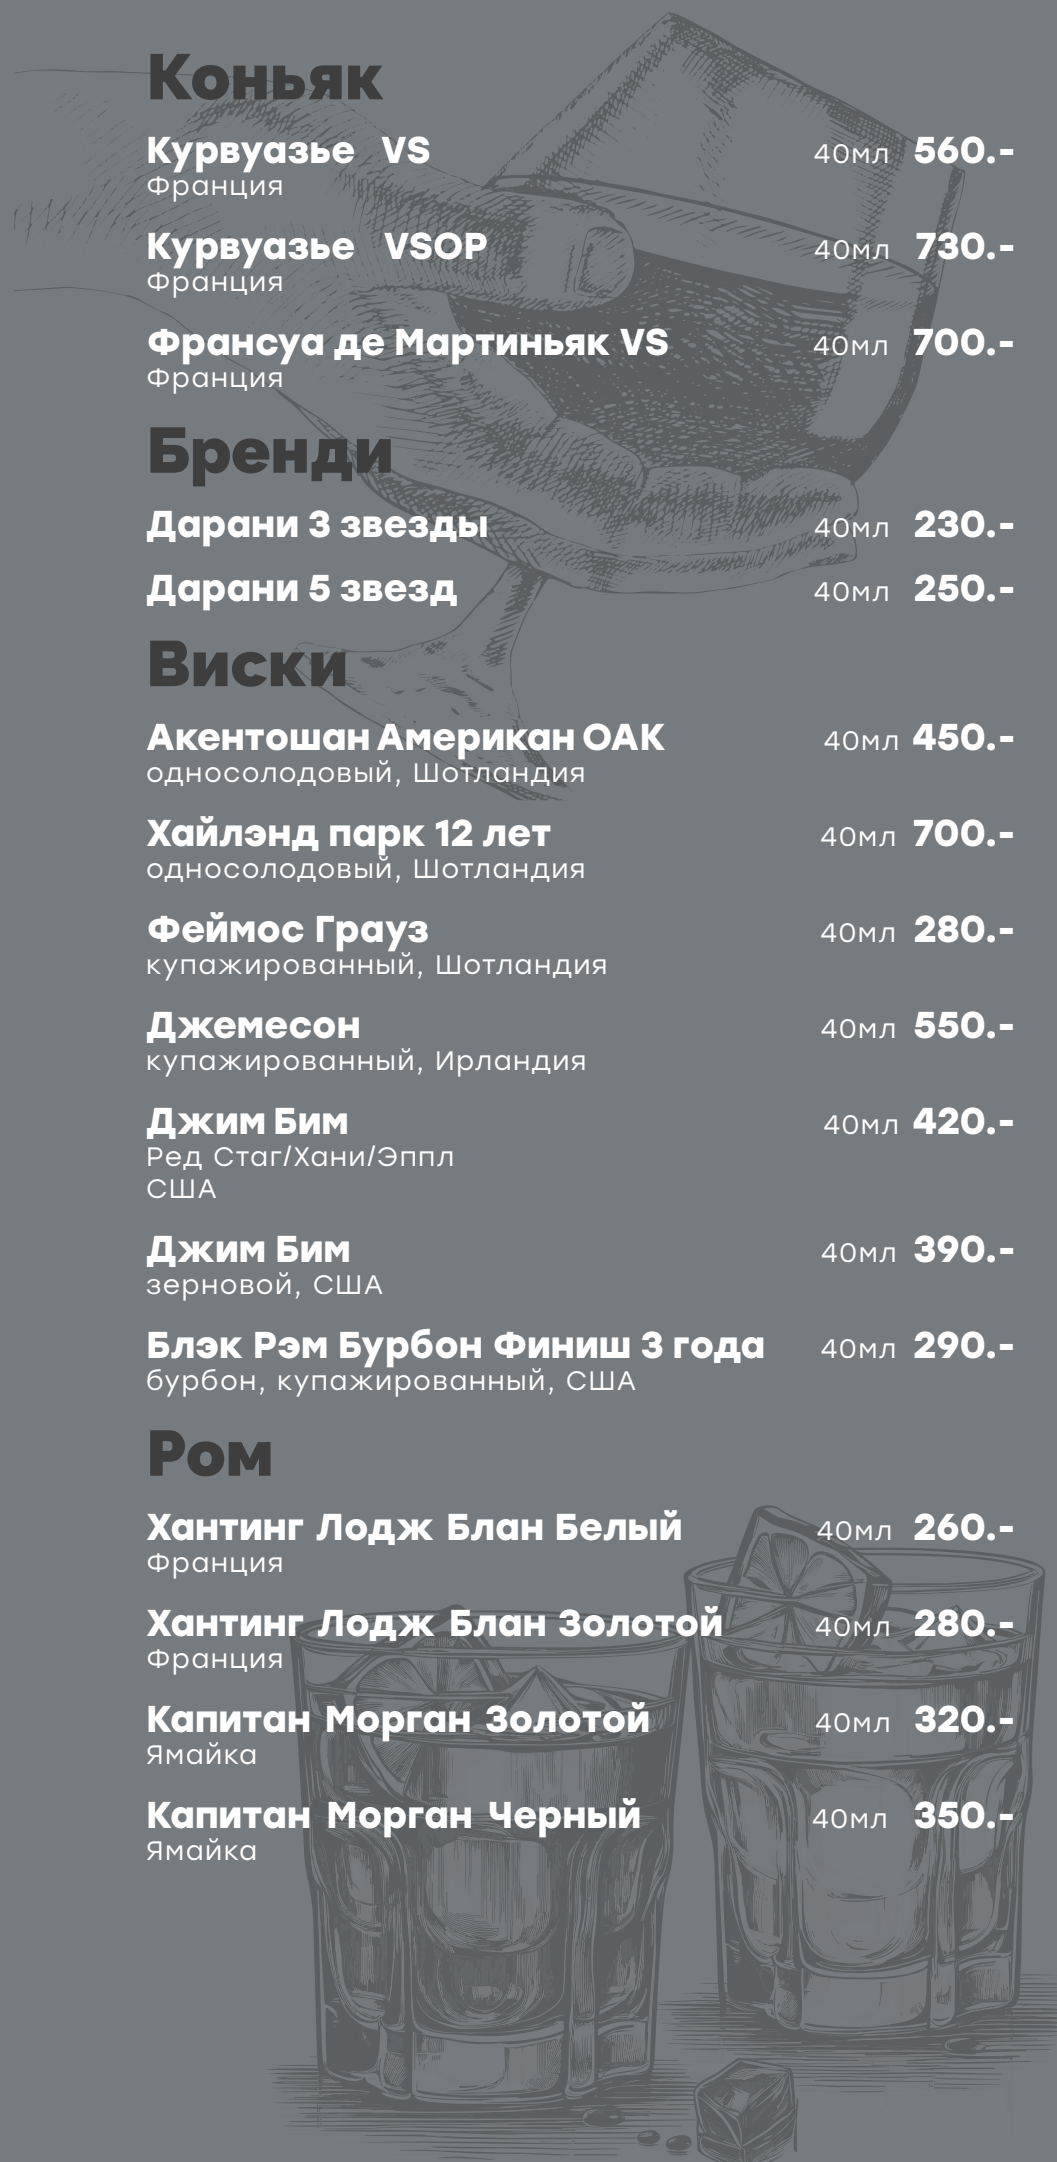 Коньяк
Курвуазье VS 40мл 560.-
Франция
Курвуазье VSOP 40мл 730.-
Франция
Франсуа де Мартиньяк VS 40мл 700.-
Франция
Бренди
Дарани 3 звезды 40мл 230.-
Дарани 5 звезд 40мл 250.-
Виски
Акентошан Американ ОАК 40мл 450.-
односолодовый, Шотландия
Хайлэнд парк 12 лет 40мл 700.-
односолодовый, Шотландия
Феймос Грауз 40мл 280.-
купажированный, Шотландия
Джемесон 40мл 550.-
купажированный, Ирландия
Джим Бим 40мл 420.-
Ред Стаг/Хани/Эппл
США
Джим Бим 40мл 390.-
зерновой, США
Блэк Рэм Бурбон Финиш 3 года 40мл 290.-
бурбон, купажированный, США
Ром
Хантинг Лодж Блан Белый 40мл 260.-
Франция
Хантинг Лодж Блан Золотой 40мл 280.-
Франция
Капитан Морган Золотой 40мл 320.-
Ямайка
Капитан Морган Черный 40мл 350.-
Ямайка